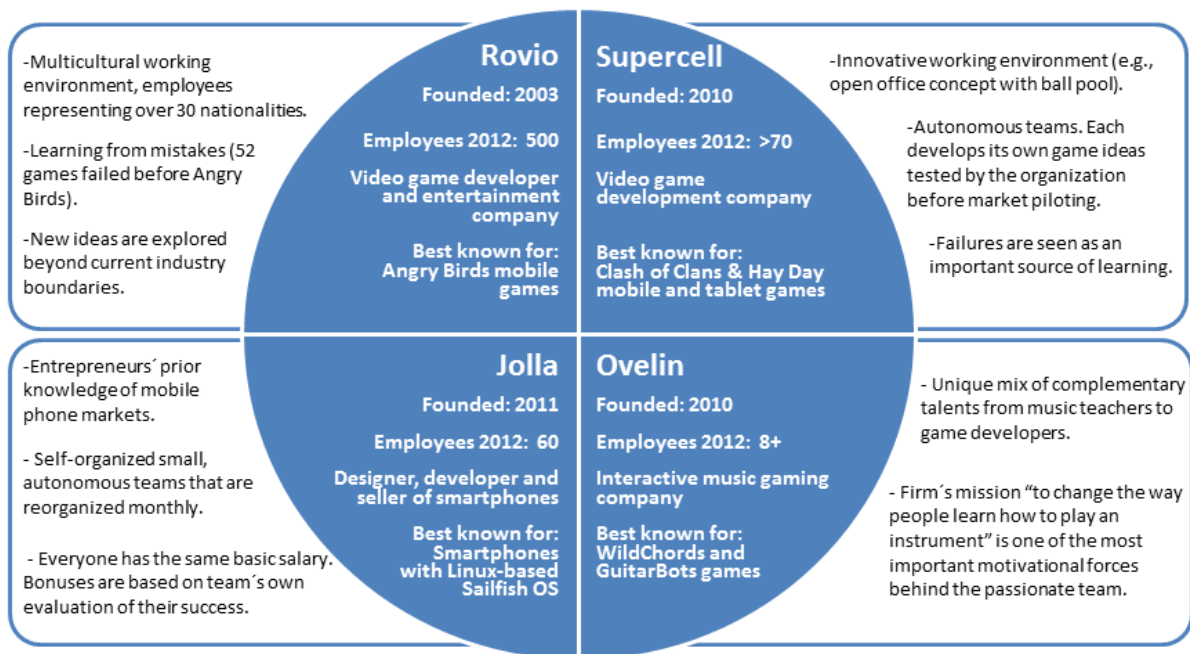 -Multicultural working
environment, employees
representing over 30 nationalities.
-Learning from mistakes (52
games failed before Angry
Birds).
-New ideas are explored
beyond current industry
boundaries.
Rovio
Founded: 2003
Employees 2012: 500
Video game developer
and entertainment
company
Best known for:
Angry Birds mobile
games
Supercell
Founded: 2010
Employees 2012: >70
Video game
development company
Best known for:
Clash of Clans & Hay Day
mobile and tablet games
-Innovative working environment (e.g.,
open office concept with ball pool).
-Autonomous teams. Each
develops its own game ideas
tested by the organization
before market piloting.
-Failures are seen as an
important source of learning.
-Entrepreneurs´ prior
knowledge of mobile
phone markets.
- Self-organized small,
autonomous teams that are
reorganized monthly.
- Everyone has the same basic salary.
Bonuses are based on team´s own
evaluation of their success.
Jolla
Founded: 2011
Employees 2012: 60
Designer, developer and
seller of smartphones
Best known for:
Smartphones
with Linux-based
Sailfish OS
Ovelin
Founded: 2010
Employees 2012: 8+
Interactive music gaming
company
Best known for:
WildChords and
GuitarBots games
- Unique mix of complementary
talents from music teachers to
game developers.
- Firm´s mission “to change the way
people learn how to play an
instrument” is one of the most
important motivational forces
behind the passionate team.